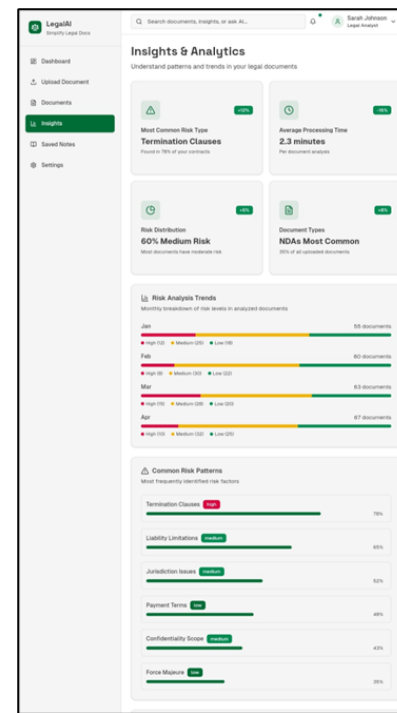 LegalAI
Simplify Legal Docs
Search documents, insights, or ask AI...
Sarah Johnson
Legal Analyst
Dashboard
Upload Document
Documents
Insights
Saved Notes
Settings
Insights & Analytics
Understand patterns and trends in your legal documents
Most Common Risk Type
Termination Clauses
Found in 78% of your contracts
Average Processing Time
2.3 minutes
Per document analysis
Risk Distribution
60% Medium Risk
Most documents have moderate risk
Document Types
NDAs Most Common
35% of all uploaded documents
Risk Analysis Trends
Monthly breakdown of risk levels in analyzed documents
Jan 55 documents
High (12) Medium (25) Low (18)
Feb 60 documents
High (8) Medium (30) Low (22)
Mar 63 documents
High (15) Medium (28) Low (20)
Apr 67 documents
High (10) Medium (32) Low (25)
Common Risk Patterns
Most frequently identified risk factors
Termination Clauses high
78%
Liability Limitations medium
65%
Jurisdiction Issues medium
52%
Payment Terms low
48%
Confidentiality Scope medium
43%
Force Majeure low
35%